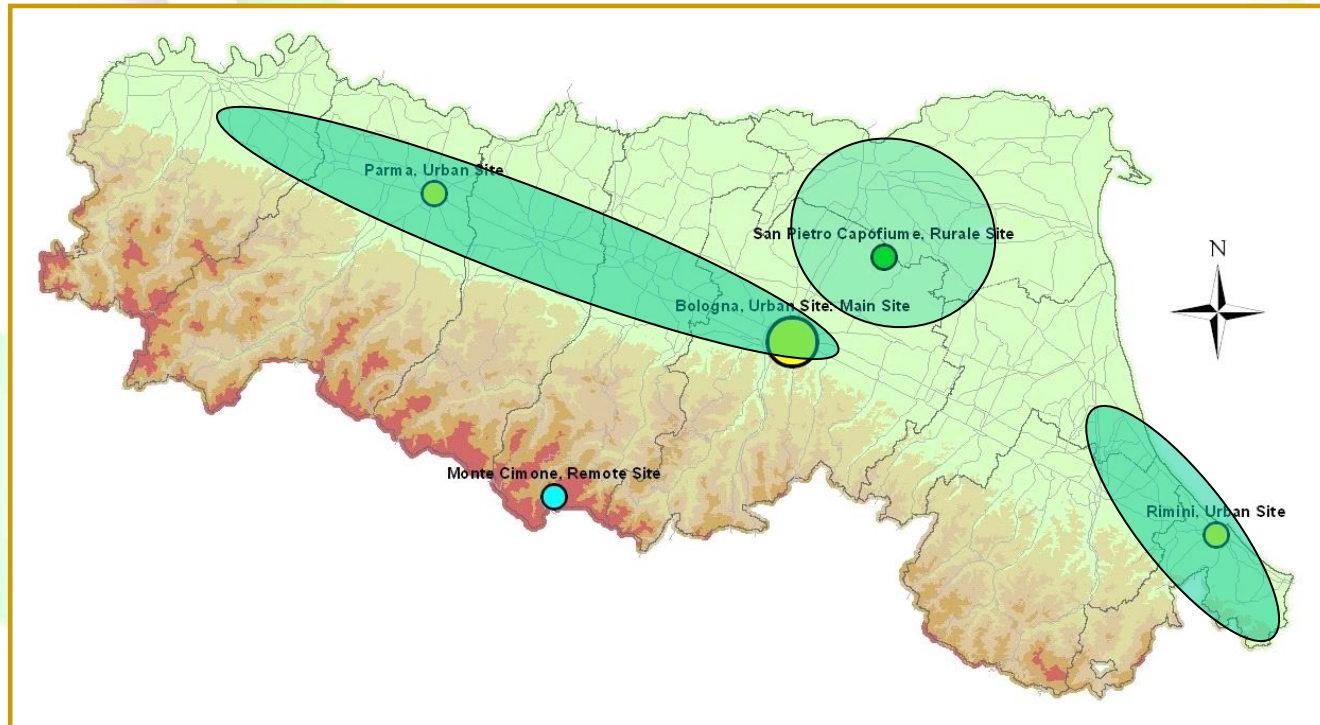 Parma, Urban Site
N
San Pietro Capofiume, Rurale Site
Bologna, Urban Site: Main Site
Monte Cimone, Remote Site
Rimini, Urban Site